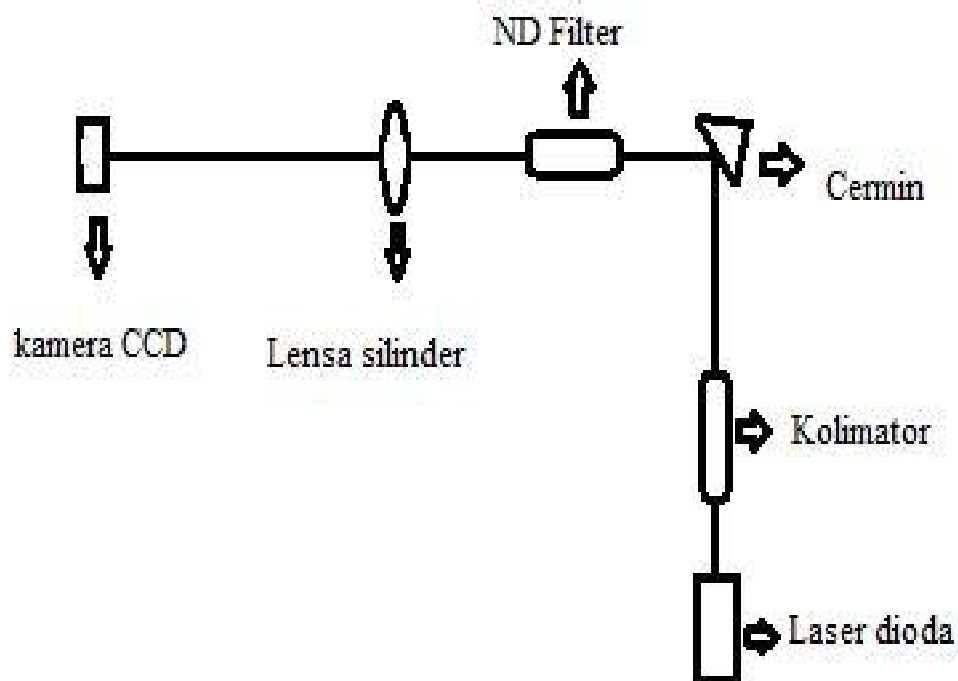 ND Filter
Cermin
kamera CCD
Lensa silinder
Kolimator
Laser dioda